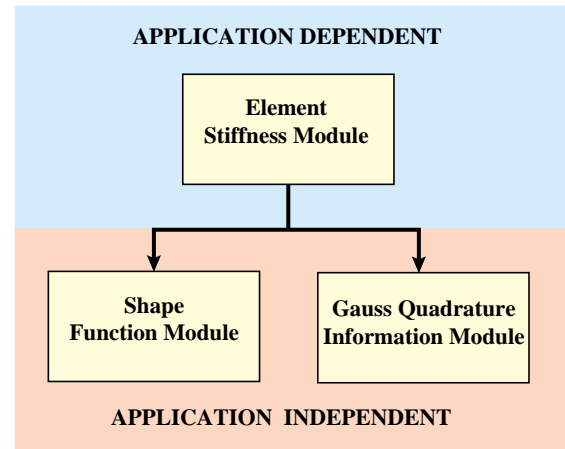 APPLICATION DEPENDENT
Element
Stiffness Module
Shape
Function Module
Gauss Quadrature
Information Module
APPLICATION INDEPENDENT